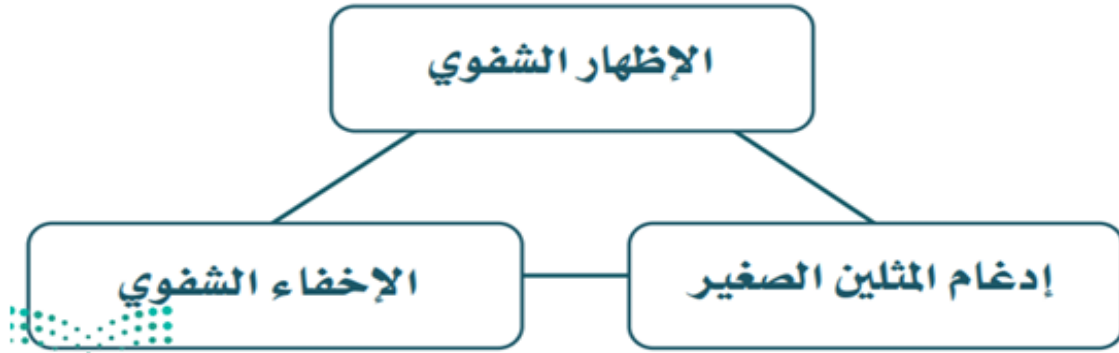 الإظهار الشفوي
إدغام المثلين الصغير
الإخفاء الشفوي